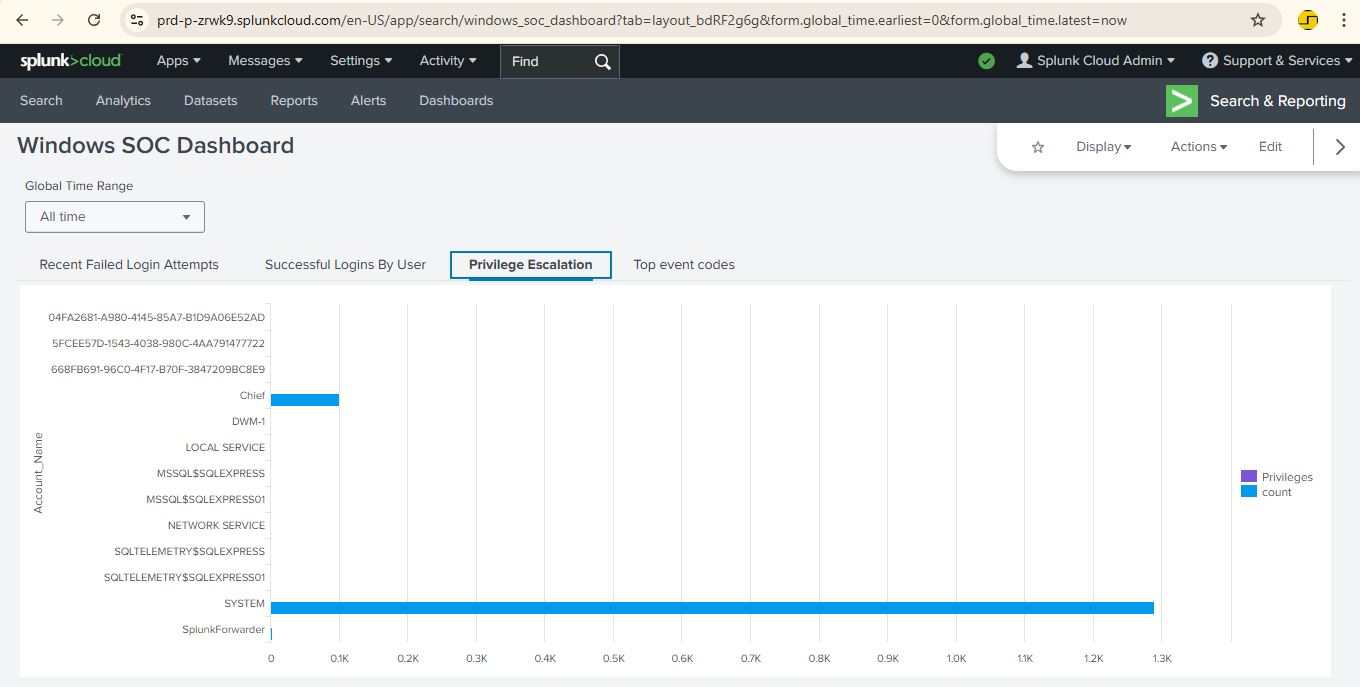 prd-p-zrwk9.splunkcloud.com/en-US/app/search/windows_soc_dashboard?tab=layout_bdRF2g6g&form.global_time.earliest=0&form.global_time.latest=now
splunk>cloud Apps Messages Settings Activity Find Splunk Cloud Admin ? Support & Services
Search Analytics Datasets Reports Alerts Dashboards > Search & Reporting
Windows SOC Dashboard
Display Actions Edit
Global Time Range
All time
Recent Failed Login Attempts Successful Logins By User Privilege Escalation Top event codes
Account_Name
04FA2681-A980-4145-85A7-B1D9A06E52AD
5FCEE57D-1543-4038-980C-4AA791477722
668FB691-96C0-4F17-B70F-3847209BC8E9
Chief
DWM-1
LOCAL SERVICE
MSSQL$SQLEXPRESS
MSSQL$SQLEXPRESS01
NETWORK SERVICE
SQLTELEMETRY$SQLEXPRESS
SQLTELEMETRY$SQLEXPRESS01
SYSTEM
SplunkForwarder
0 0.1K 0.2K 0.3K 0.4K 0.5K 0.6K 0.7K 0.8K 0.9K 1.0K 1.1K 1.2K 1.3K
Privileges
count